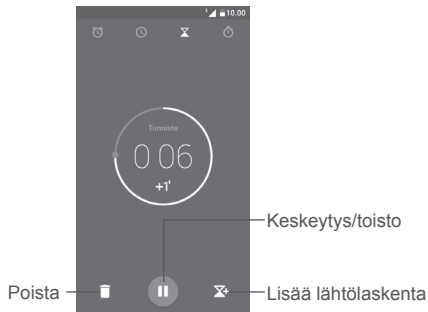 10.00
Tunniste
0 06
+1'
Keskeytys/toisto
Poista
Lisää lähtölaskenta